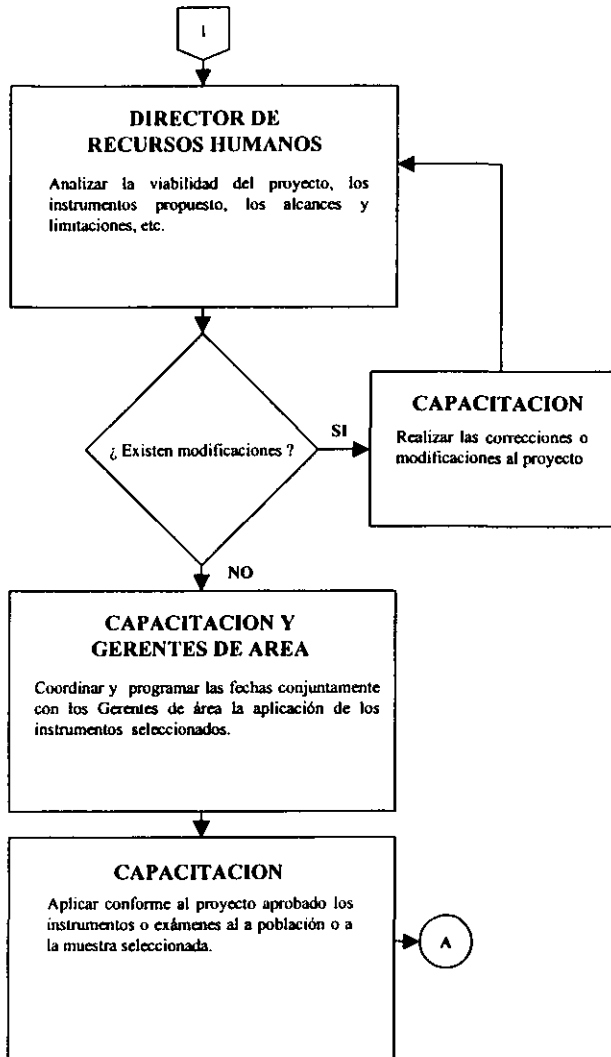 1
DIRECTOR DE
RECURSOS HUMANOS
Analizar la viabilidad del proyecto, los
instrumentos propuesto, los alcances y
limitaciones, etc.
¿ Existen modificaciones ?
SI
CAPACITACION
Realizar las correcciones o
modificaciones al proyecto
NO
CAPACITACION Y
GERENTES DE AREA
Coordinar y programar las fechas conjuntamente
con los Gerentes de área la aplicación de los
instrumentos seleccionados.
CAPACITACION
Aplicar conforme al proyecto aprobado los
instrumentos o exámenes al a población o a
la muestra seleccionada.
A